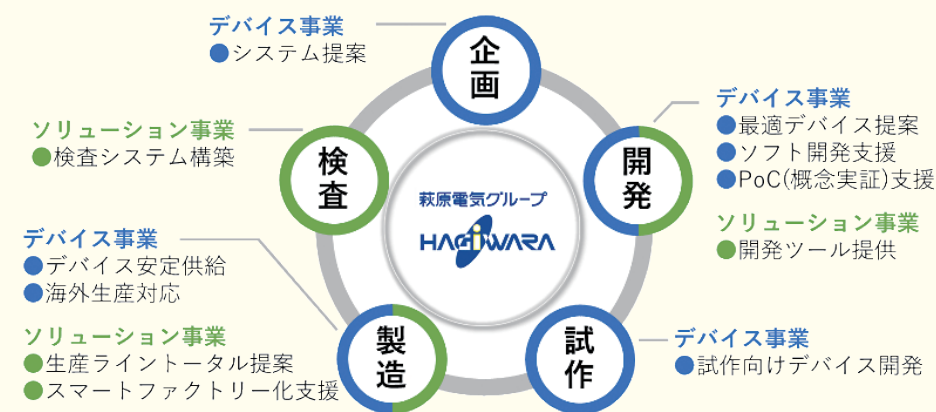 デバイス事業
●システム提案
企画
デバイス事業
●最適デバイス提案
●ソフト開発支援
●PoC(概念実証)支援
ソリューション事業
●開発ツール提供
開発
ソリューション事業
●検査システム構築
検査
萩原電気グループ
HAGIWARA
デバイス事業
●デバイス安定供給
●海外生産対応
ソリューション事業
●生産ライントータル提案
●スマートファクトリー化支援
製造
試作
デバイス事業
●試作向けデバイス開発